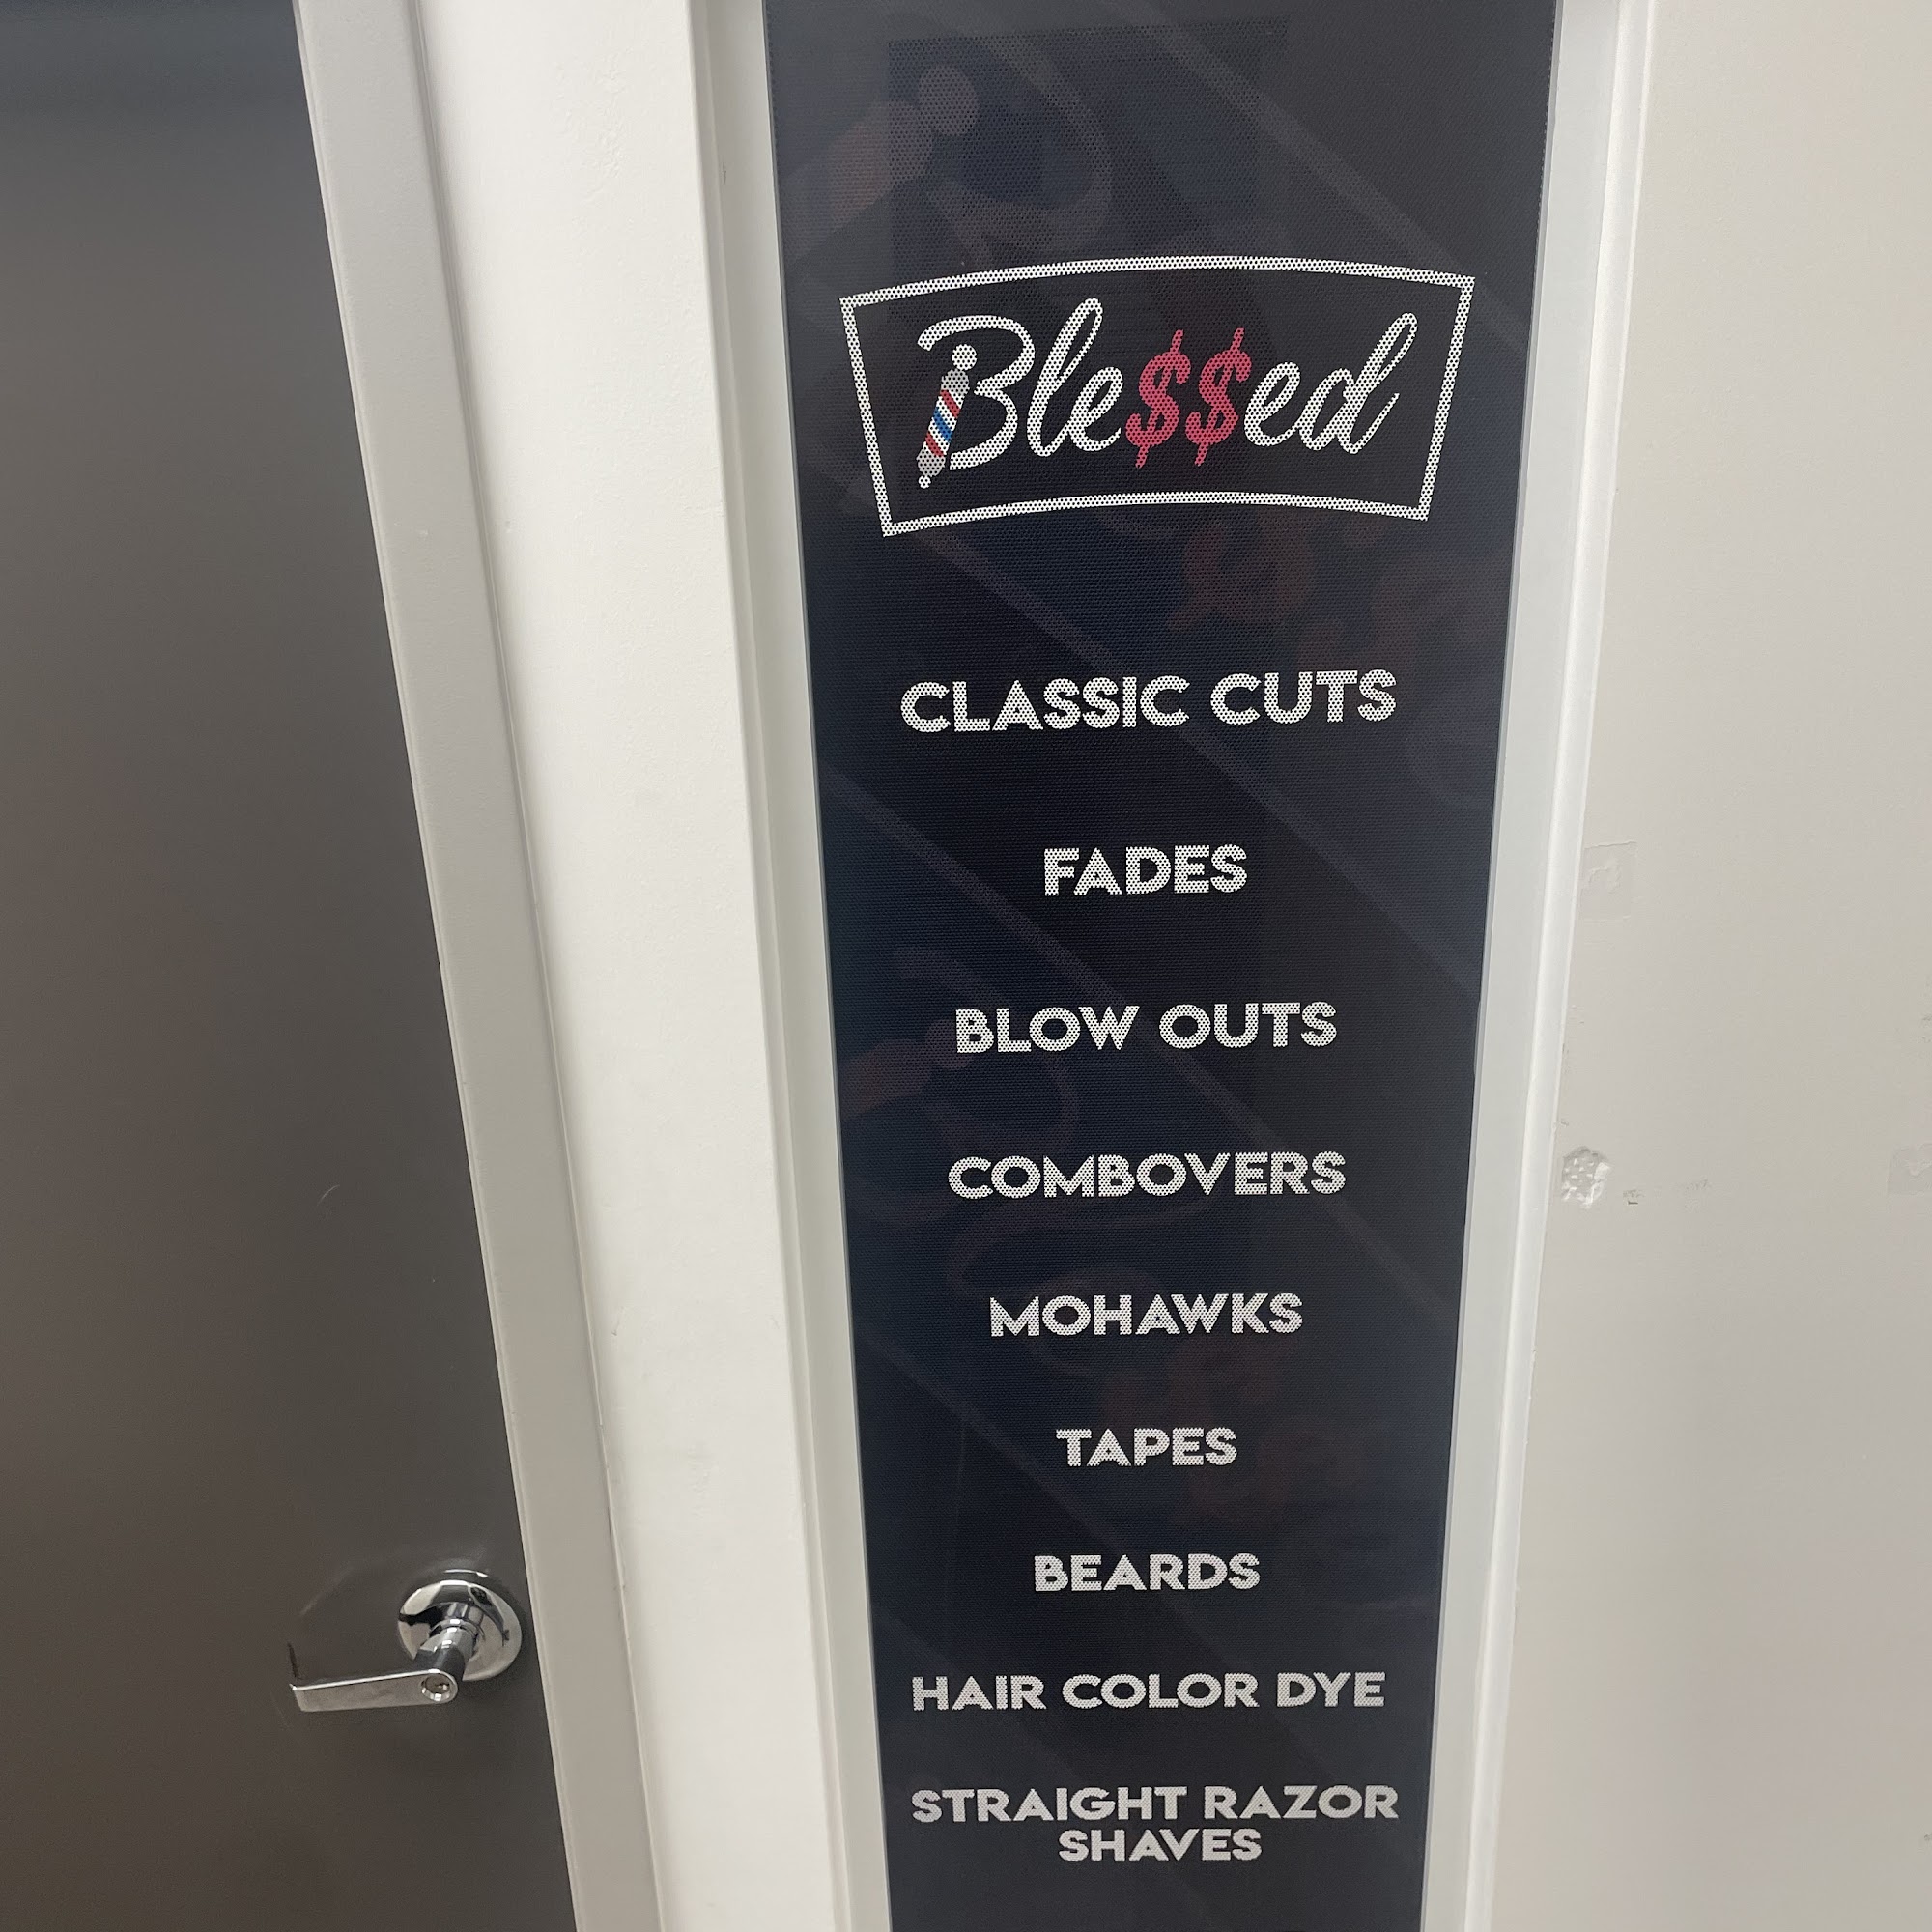 Ble$$ed
CLASSIC CUTS
FADES
BLOW OUTS
COMBOVERS
MOHAWKS
TAPES
BEARDS
HAIR COLOR DYE
STRAIGHT RAZOR
SHAVES